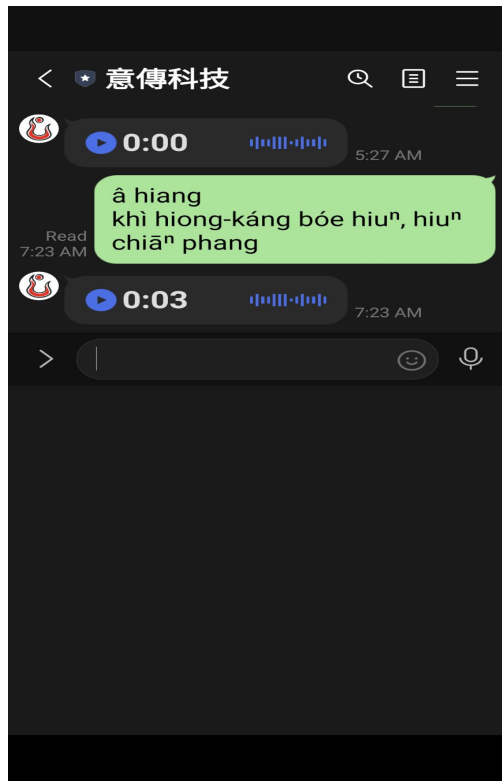 意傳科技
0:00
5:27 AM
â hiang
khì hiong-káng bóe hiuⁿ, hiuⁿ
chiāⁿ phang
Read
7:23 AM
0:03
7:23 AM